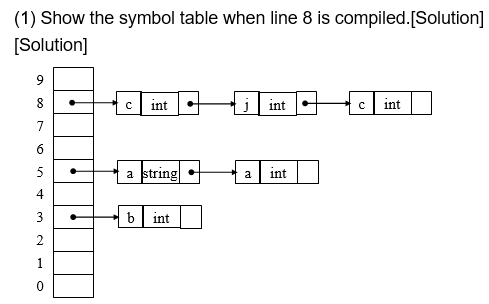 (1) Show the symbol table when line 8 is compiled.[Solution]
[Solution]
9
8 c int j int c int
7
6
5 a string a int
4
3 b int
2
1
0